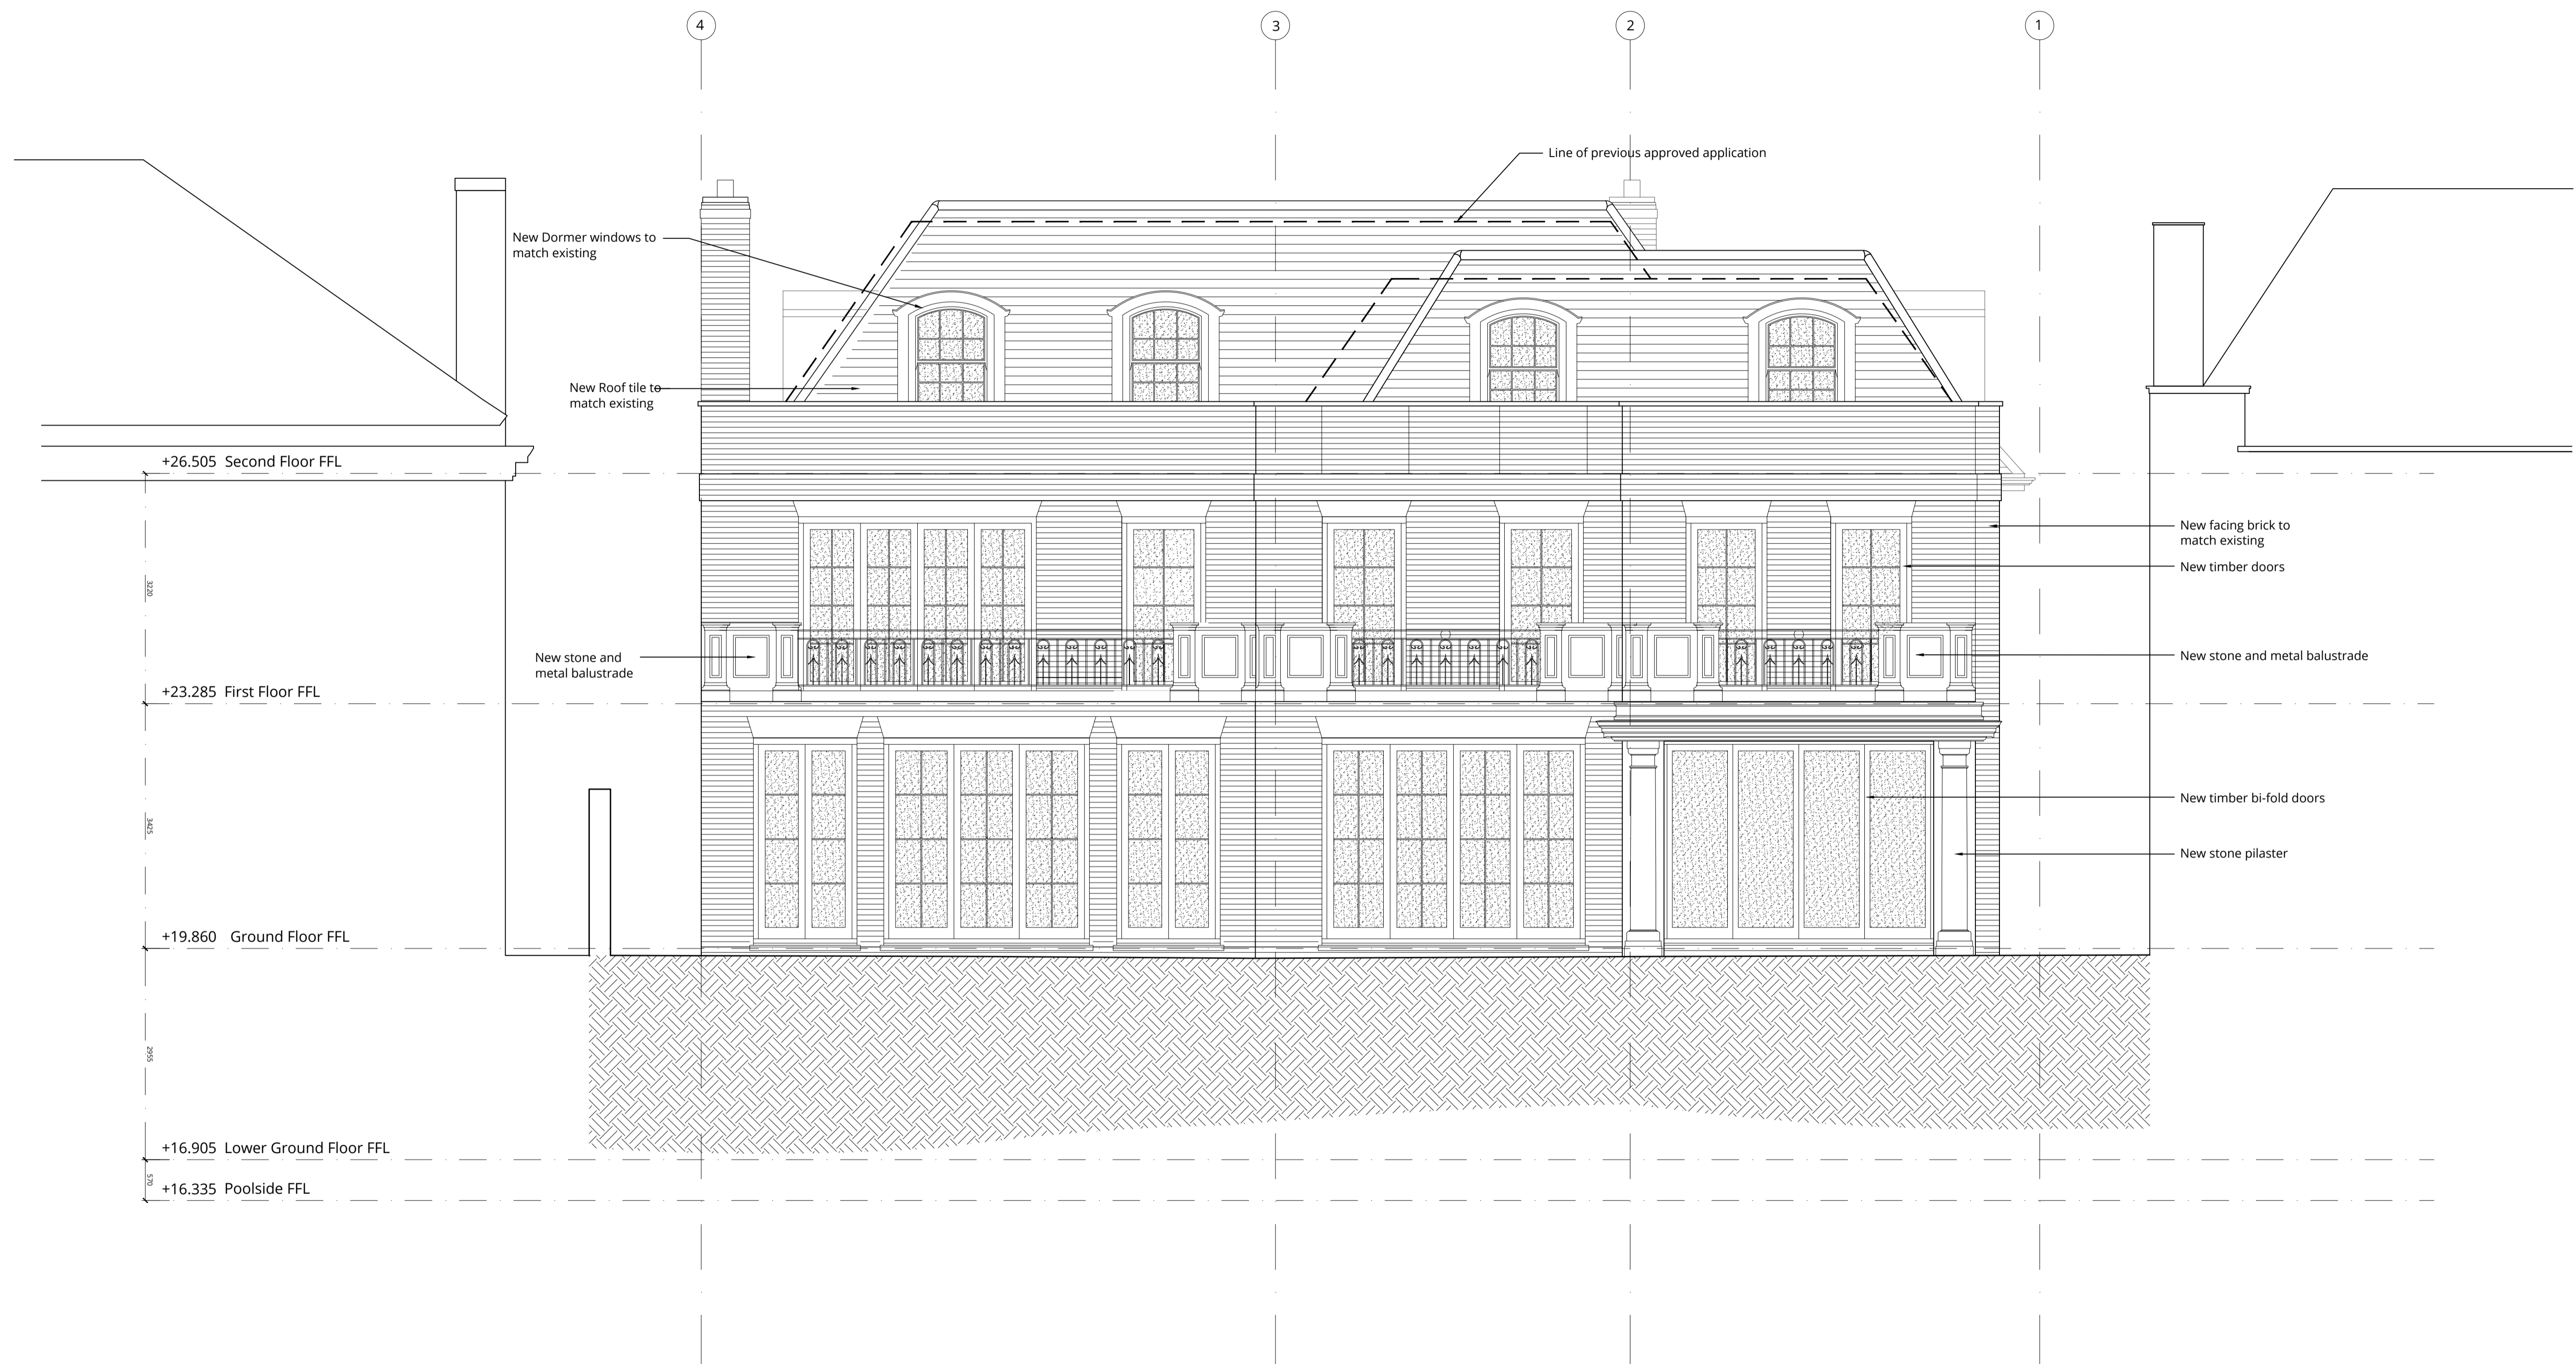 4
3
2
1
Line of previous approved application
New Dormer windows to
match existing
New Roof tile to
match existing
+26.505 Second Floor FFL
New facing brick to
match existing
New timber doors
3220
New stone and
metal balustrade
New stone and metal balustrade
+23.285 First Floor FFL
New timber bi-fold doors
3425
New stone pilaster
+19.860 Ground Floor FFL
2955
+16.905 Lower Ground Floor FFL
570
+16.335 Poolside FFL